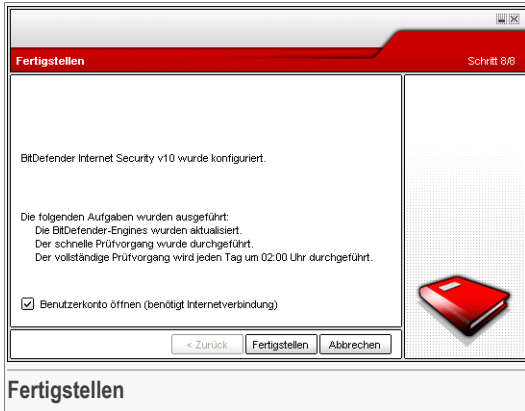 Fertigstellen
Schritt 8/8
BitDefender Internet Security v10 wurde konfiguriert.
Die folgenden Aufgaben wurden ausgeführt:
Die BitDefender-Engines wurden aktualisiert.
Der schnelle Prüfvorgang wurde durchgeführt.
Der vollständige Prüfvorgang wird jeden Tag um 02:00 Uhr durchgeführt.
Benutzerkonto öffnen (benötigt Internetverbindung)
< Zurück
Fertigstellen
Abbrechen
Fertigstellen